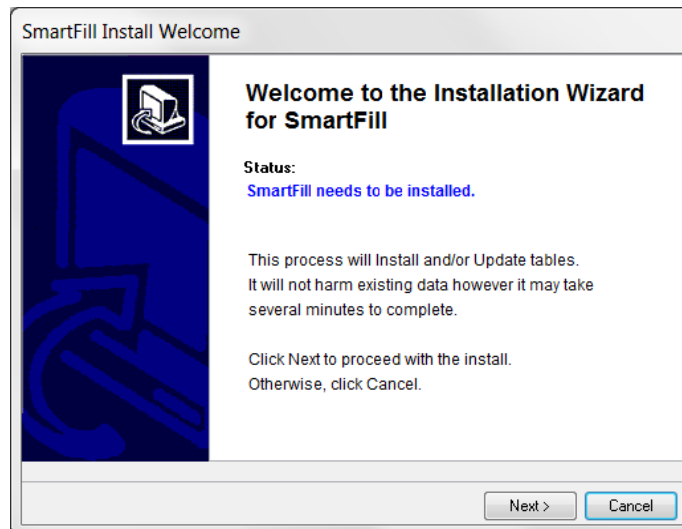 SmartFill Install Welcome
Welcome to the Installation Wizard
for SmartFill
Status:
SmartFill needs to be installed.
This process will Install and/or Update tables.
It will not harm existing data however it may take
several minutes to complete.
Click Next to proceed with the install.
Otherwise, click Cancel.
Next > Cancel